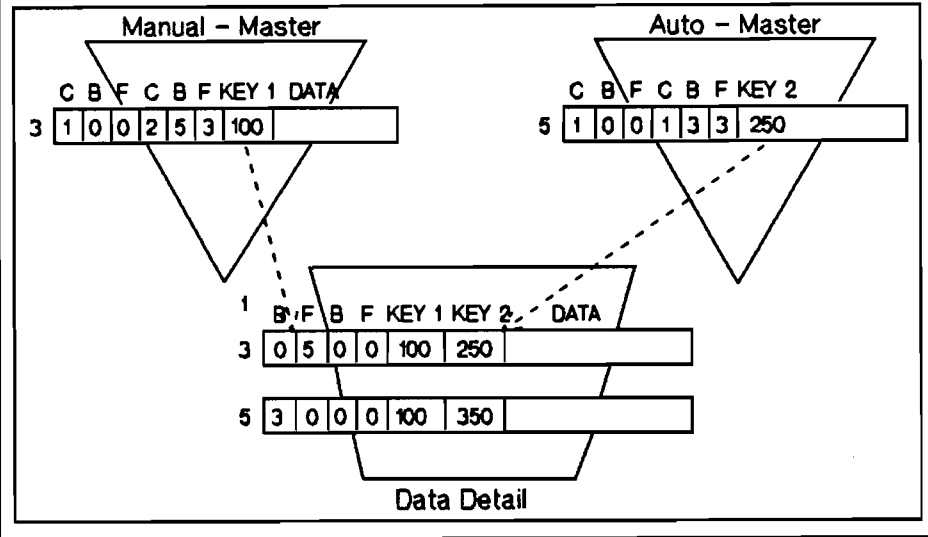 Manual – Master
Auto – Master
C B F C B F KEY 1 DATA
3 1 0 0 2 5 3 100
C B F C B F KEY 2
5 1 0 0 1 3 3 250
1
B F B F KEY 1 KEY 2 DATA
3 0 5 0 0 100 250
5 3 0 0 0 100 350
Data Detail